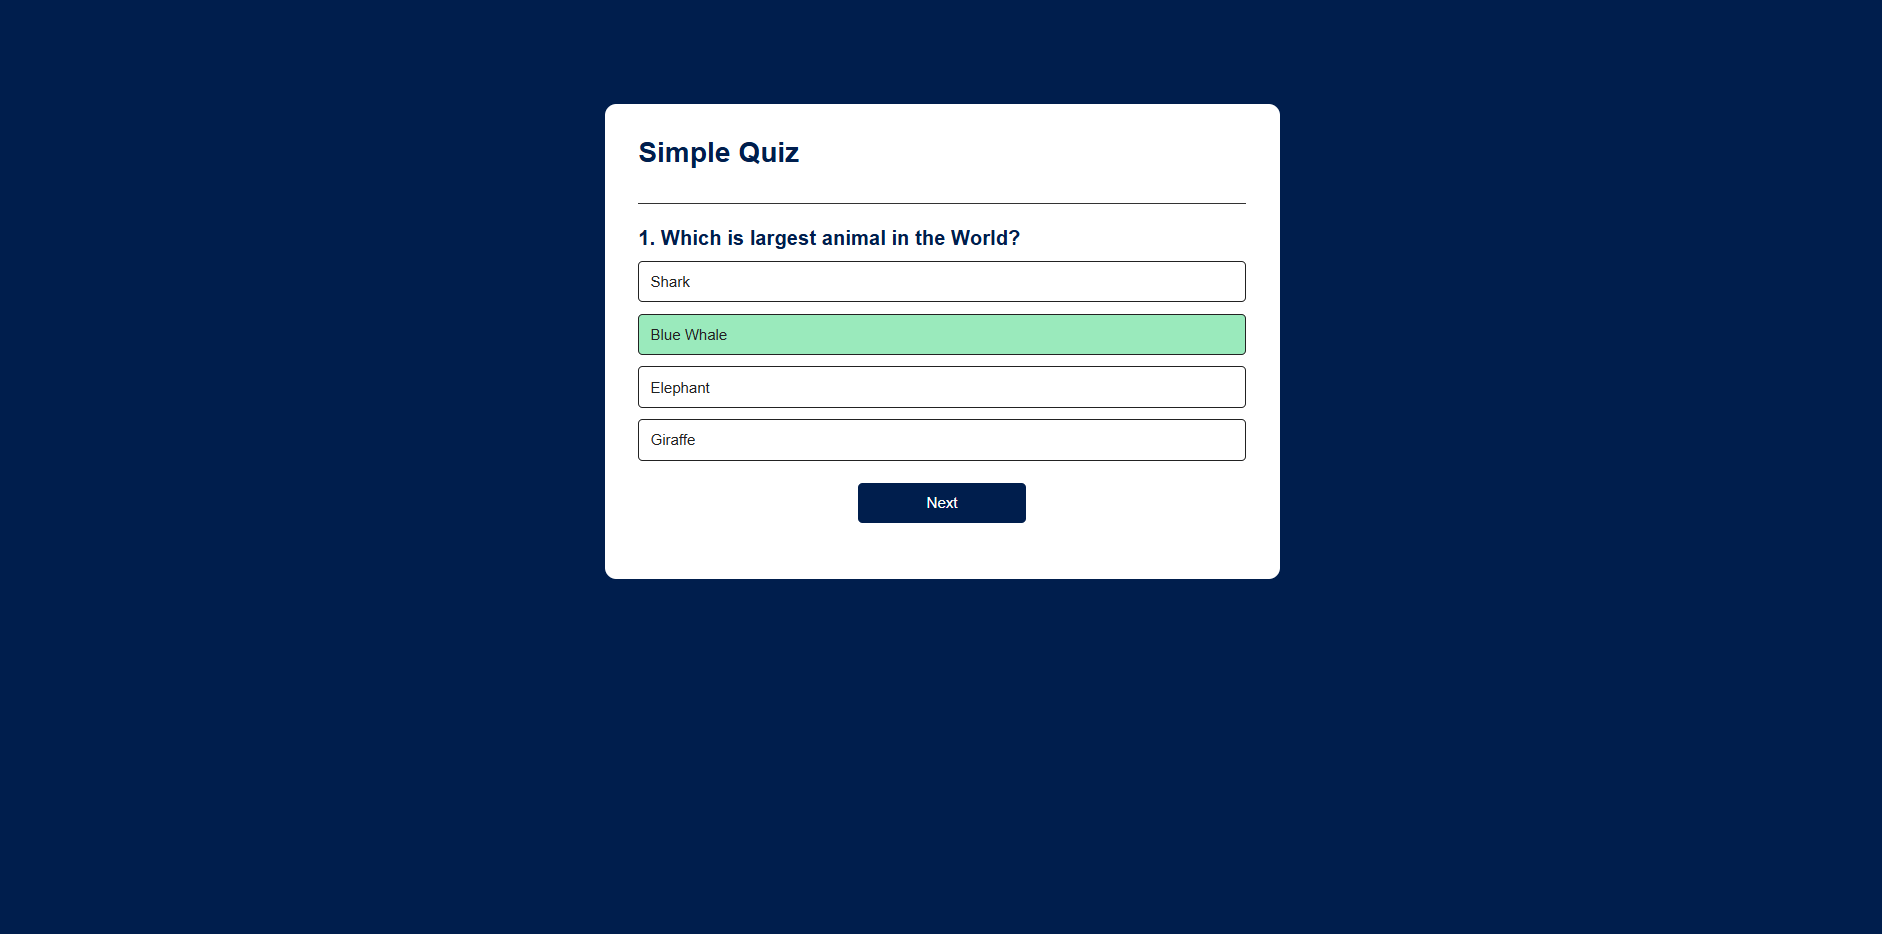 Simple Quiz
1. Which is largest animal in the World?
Shark
Blue Whale
Elephant
Giraffe
Next